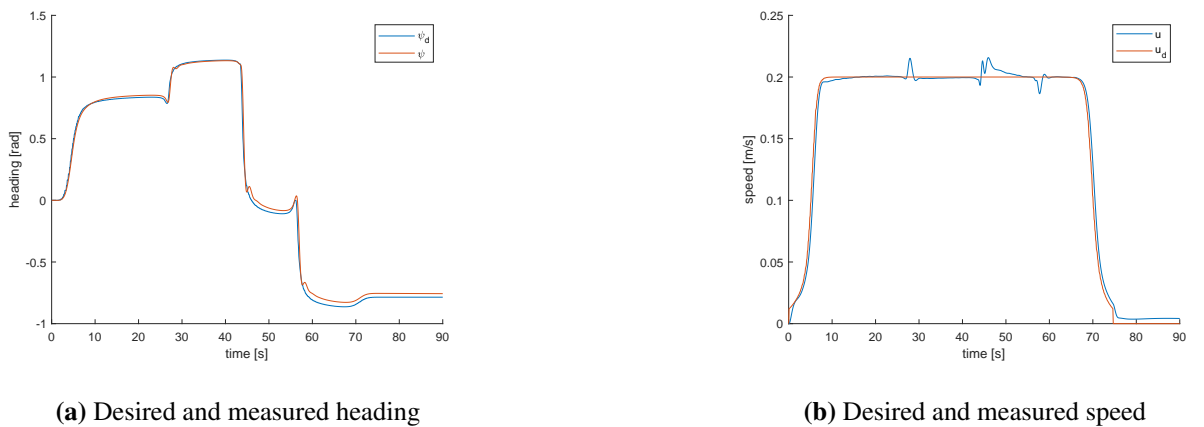 1.5
1
0.5
0
-0.5
-1
heading [rad]
ψd
ψ
0 10 20 30 40 50 60 70 80 90
time [s]
(a) Desired and measured heading
0.25
0.2
0.15
0.1
0.05
0
speed [m/s]
u
ud
0 10 20 30 40 50 60 70 80 90
time [s]
(b) Desired and measured speed